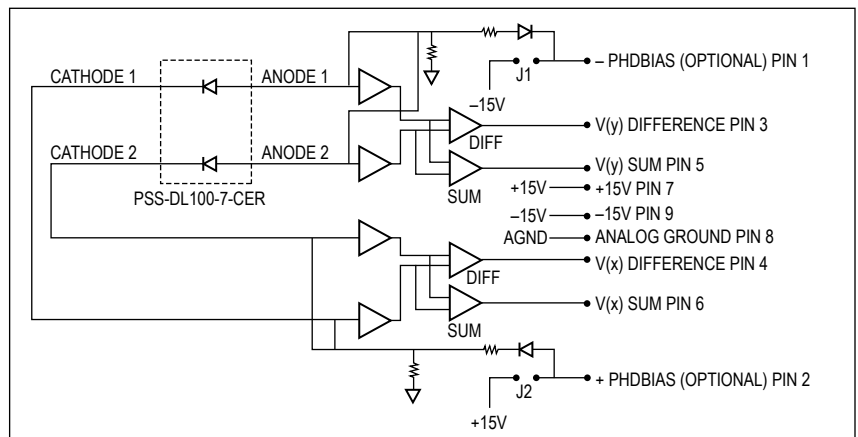 – PHDBIAS (OPTIONAL) PIN 1
J1
–15V
CATHODE 1
ANODE 1
DIFF
V(y) DIFFERENCE PIN 3
CATHODE 2
ANODE 2
V(y) SUM PIN 5
SUM
PSS-DL100-7-CER
+15V
+15V PIN 7
–15V
–15V PIN 9
AGND
ANALOG GROUND PIN 8
DIFF
V(x) DIFFERENCE PIN 4
V(x) SUM PIN 6
SUM
+ PHDBIAS (OPTIONAL) PIN 2
J2
+15V